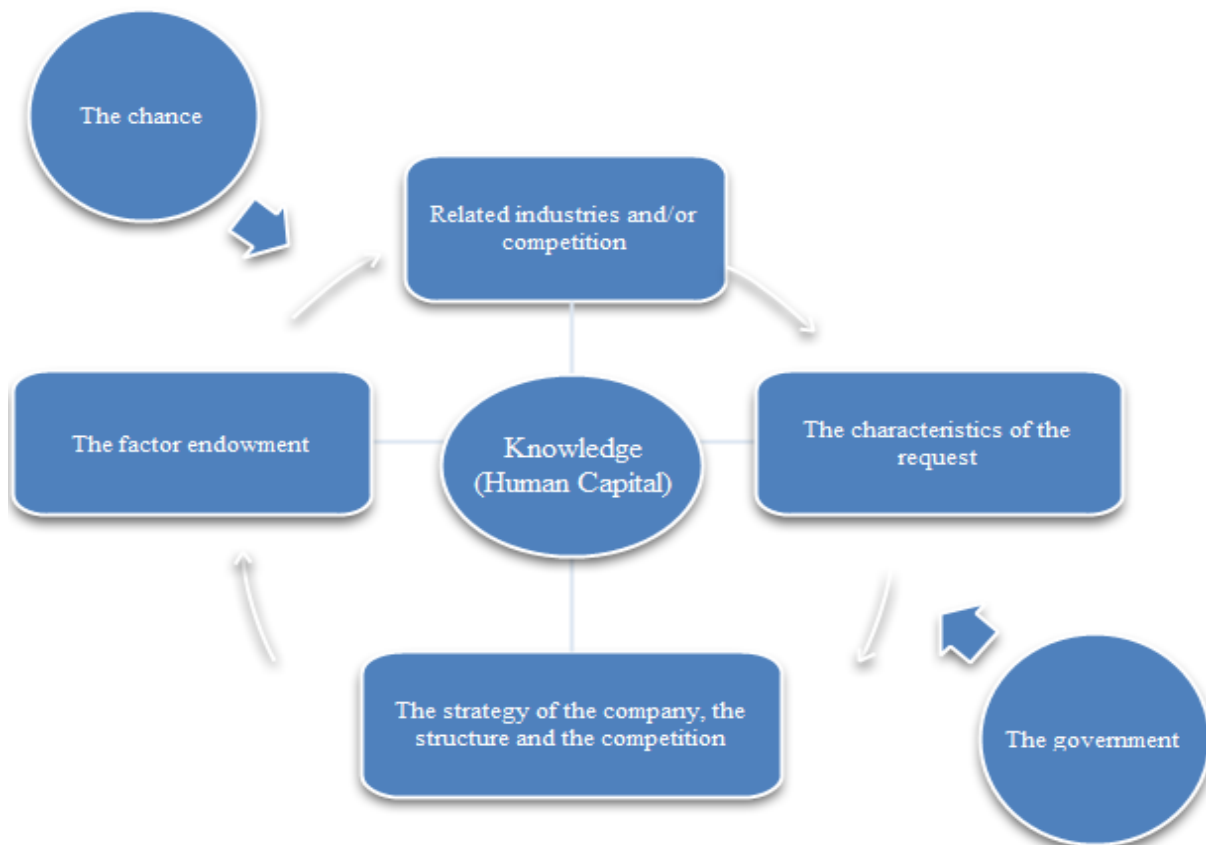 The chance
Related industries and/or
competition
The factor endowment
Knowledge
(Human Capital)
The characteristics of the
request
The strategy of the company, the
structure and the competition
The government